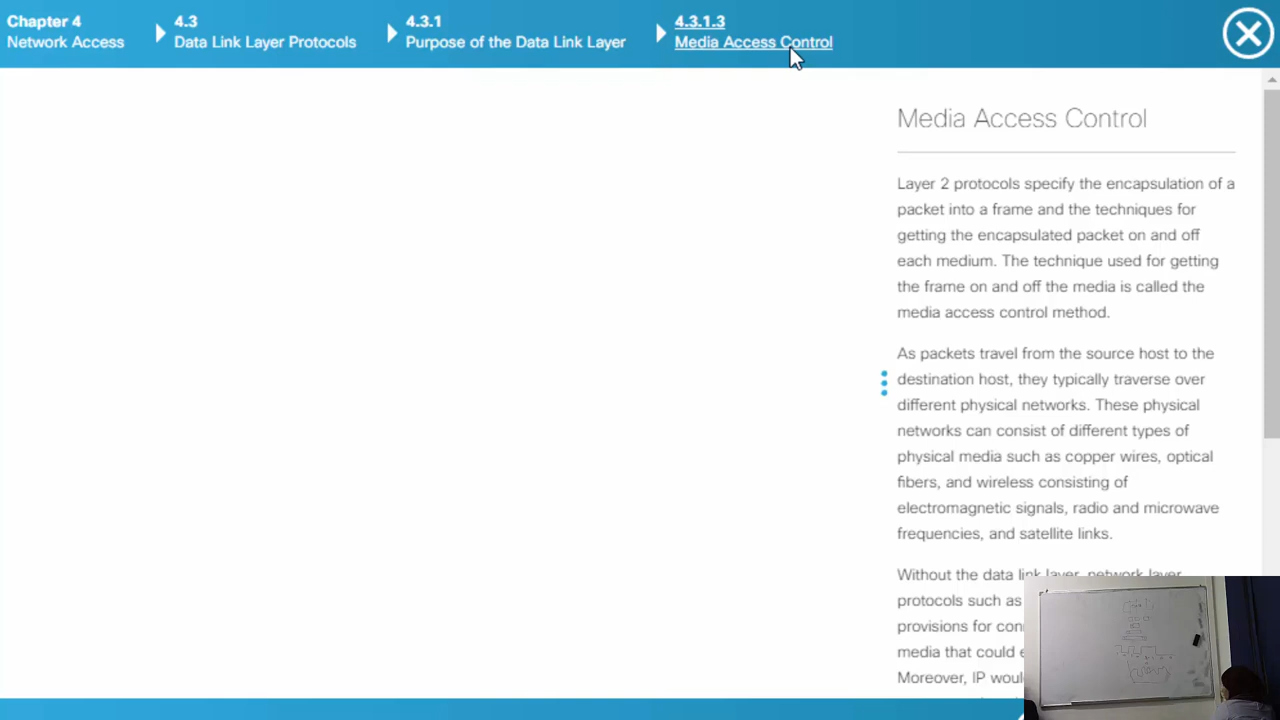 Chapter 4
Network Access
4.3
Data Link Layer Protocols
4.3.1
Purpose of the Data Link Layer
4.3.1.3
Media Access Control
Media Access Control
Layer 2 protocols specify the encapsulation of a
packet into a frame and the techniques for
getting the encapsulated packet on and off
each medium. The technique used for getting
the frame on and off the media is called the
media access control method.
As packets travel from the source host to the
destination host, they typically traverse over
different physical networks. These physical
networks can consist of different types of
physical media such as copper wires, optical
fibers, and wireless consisting of
electromagnetic signals, radio and microwave
frequencies, and satellite links.
Without the data link layer, network layer
protocols such as
provisions for con
media that could e
Moreover, IP woul